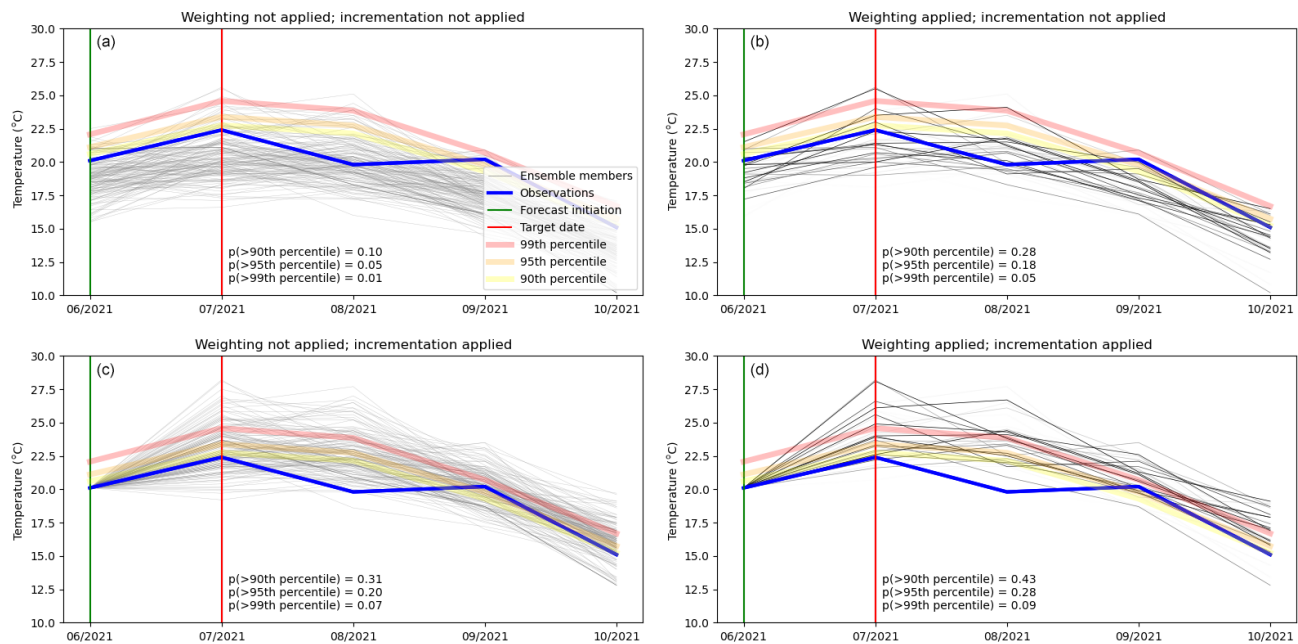 Weighting not applied; incrementation not applied
(a)
30.0
27.5
25.0
22.5
20.0
17.5
15.0
12.5
10.0
Temperature (°C)
Ensemble members
Observations
Forecast initiation
Target date
99th percentile
95th percentile
90th percentile
p(>90th percentile) = 0.10
p(>95th percentile) = 0.05
p(>99th percentile) = 0.01
06/2021
07/2021
08/2021
09/2021
10/2021
Weighting applied; incrementation not applied
(b)
30.0
27.5
25.0
22.5
20.0
17.5
15.0
12.5
10.0
Temperature (°C)
p(>90th percentile) = 0.28
p(>95th percentile) = 0.18
p(>99th percentile) = 0.05
06/2021
07/2021
08/2021
09/2021
10/2021
Weighting not applied; incrementation applied
(c)
30.0
27.5
25.0
22.5
20.0
17.5
15.0
12.5
10.0
Temperature (°C)
p(>90th percentile) = 0.31
p(>95th percentile) = 0.20
p(>99th percentile) = 0.07
06/2021
07/2021
08/2021
09/2021
10/2021
Weighting applied; incrementation applied
(d)
30.0
27.5
25.0
22.5
20.0
17.5
15.0
12.5
10.0
Temperature (°C)
p(>90th percentile) = 0.43
p(>95th percentile) = 0.28
p(>99th percentile) = 0.09
06/2021
07/2021
08/2021
09/2021
10/2021